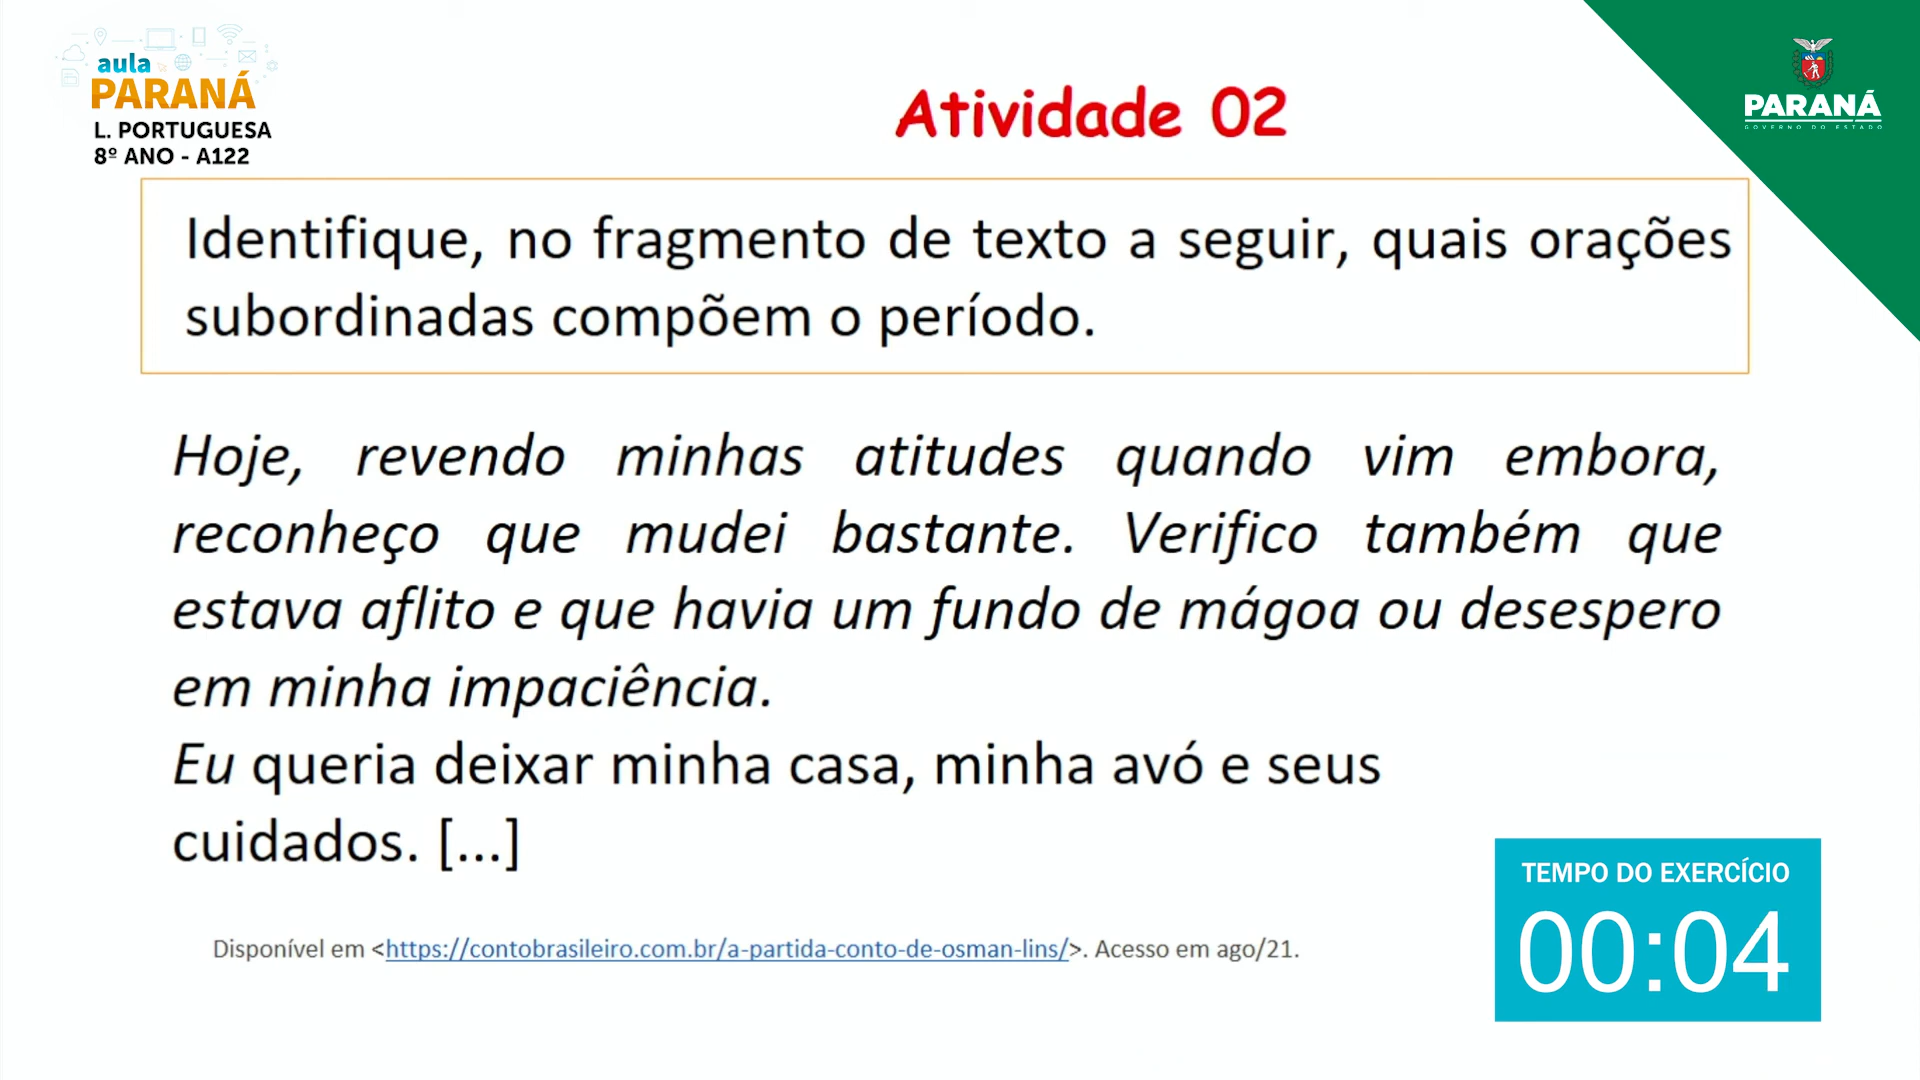 aula
PARANÁ
L. PORTUGUESA
8º ANO - A122
Atividade 02
PARANÁ
GOVERNO DO ESTADO
Identifique, no fragmento de texto a seguir, quais orações
subordinadas compõem o período.
Hoje, revendo minhas atitudes quando vim embora,
reconheço que mudei bastante. Verifico também que
estava aflito e que havia um fundo de mágoa ou desespero
em minha impaciência.
Eu queria deixar minha casa, minha avó e seus
cuidados. [...]
TEMPO DO EXERCÍCIO
00:04
Disponível em <https://contobrasileiro.com.br/a-partida-conto-de-osman-lins/>. Acesso em ago/21.